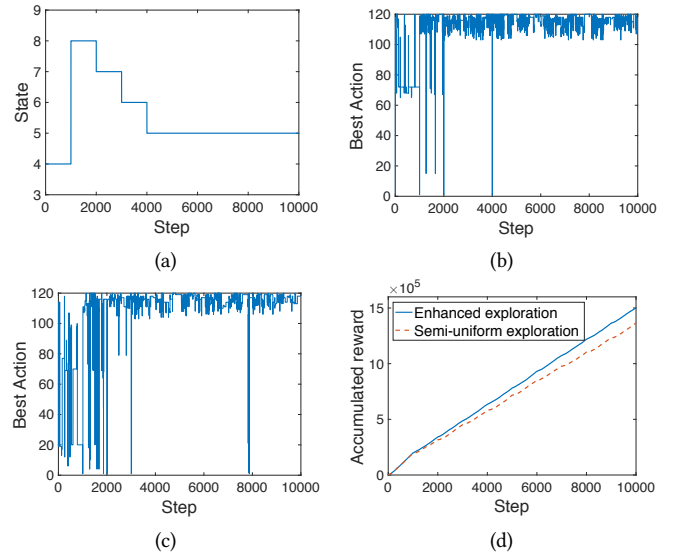 9
8
7
6
5
4
3
State
0 2000 4000 6000 8000 10000
Step
(a)
120
100
80
60
40
20
0
Best Action
0 2000 4000 6000 8000 10000
Step
(b)
120
100
80
60
40
20
0
Best Action
0 2000 4000 6000 8000 10000
Step
(c)
×10⁵
15
10
5
0
Accumulated reward
Enhanced exploration
Semi-uniform exploration
0 2000 4000 6000 8000 10000
Step
(d)